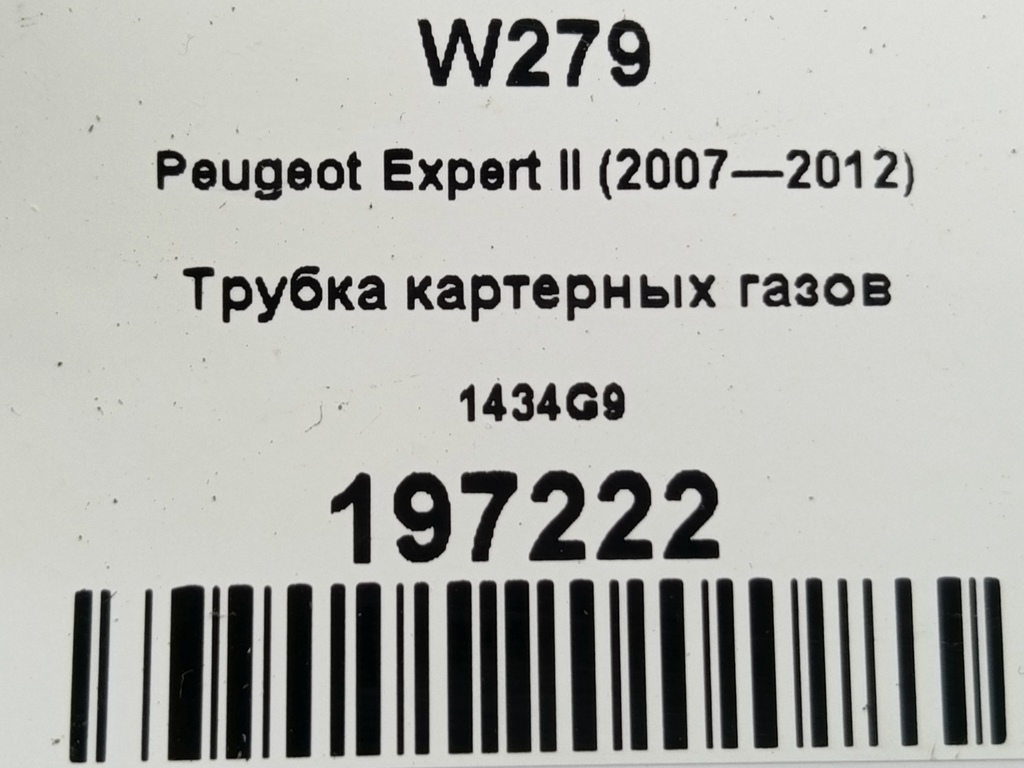 W279
Peugeot Expert II (2007—2012)
Трубка картерных газов
1434G9
197222